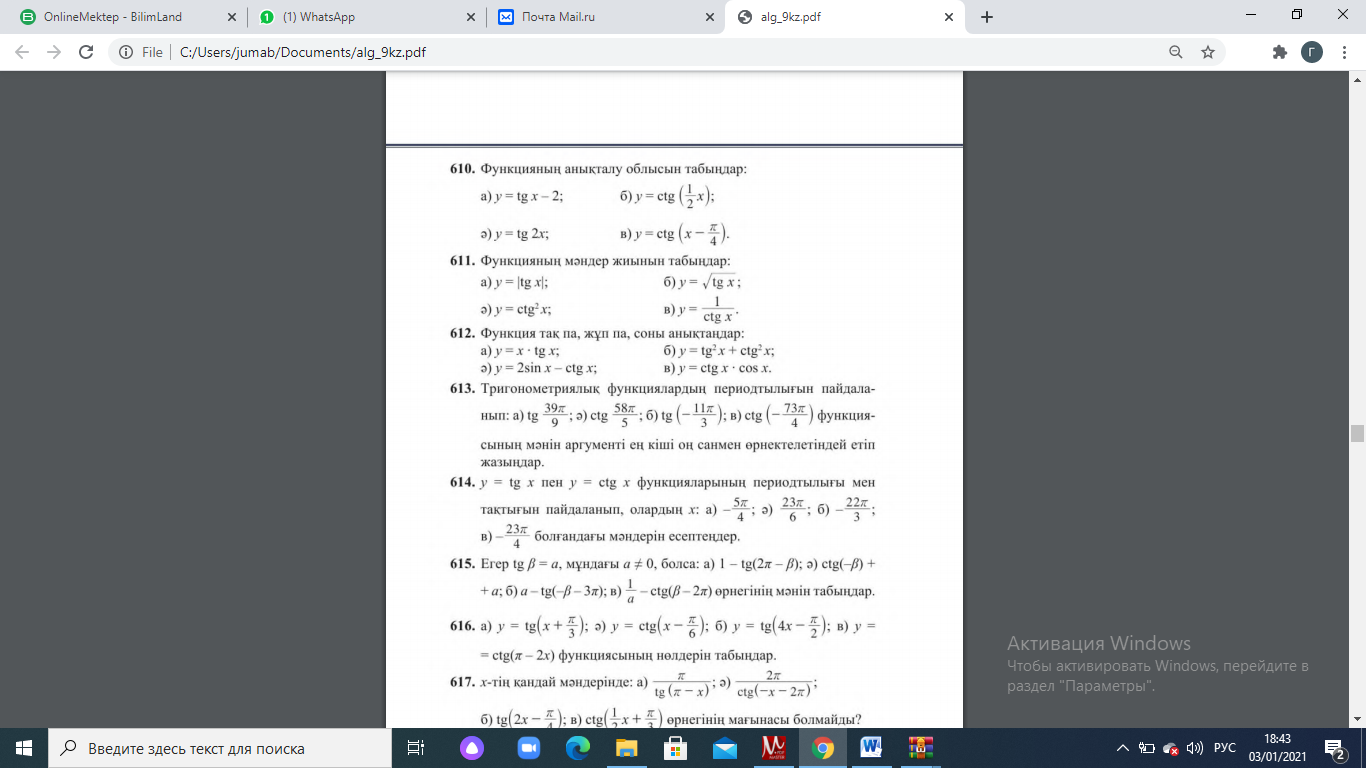 OnlineMektep - BilimLand
(1) WhatsApp
Почта Mail.ru
alg_9kz.pdf
File | C:/Users/jumab/Documents/alg_9kz.pdf
Г
610. Функцияның анықталу облысын табыңдар:
а) y = tg x – 2; б) y = ctg (1/2 x);
ә) y = tg 2x; в) y = ctg (x – π/4).
611. Функцияның мәндер жиынын табыңдар:
а) y = |tg x|; б) y = √tg x;
ә) y = ctg² x; в) y = 1/ctg x.
612. Функция тақ па, жұп па, соны анықтаңдар:
а) y = x · tg x; б) y = tg² x + ctg² x;
ә) y = 2sin x – ctg x; в) y = ctg x · cos x.
613. Тригонометриялық функциялардың периодтылығын пайдала-
нып: а) tg 39π/9; ә) ctg 58π/5; б) tg (–11π/3); в) ctg (–73π/4) функция-
сының мәнін аргументі ең кіші оң санмен өрнектелетіндей етіп
жазыңдар.
614. y = tg x пен y = ctg x функцияларының периодтылығы мен
тақтығын пайдаланып, олардың x: а) –5π/4; ә) 23π/6; б) –22π/3;
в) –23π/4 болғандағы мәндерін есептеңдер.
615. Егер tg β = a, мұндағы a ≠ 0, болса: а) 1 – tg(2π – β); ә) ctg(–β) +
+ a; б) a – tg(–β – 3π); в) 1/a – ctg(β – 2π) өрнегінің мәнін табыңдар.
616. а) y = tg(x + π/3); ә) y = ctg(x – π/6); б) y = tg(4x – π/2); в) y =
= ctg(π – 2x) функциясының нөлдерін табыңдар.
617. x-тің қандай мәндерінде: а) π/tg (π – x); ә) 2π/ctg(–x – 2π);
б) tg(2x – π/4); в) ctg(1/2 x + π/3) өрнегінің мағынасы болмайды?
Активация Windows
Чтобы активировать Windows, перейдите в
раздел "Параметры".
Введите здесь текст для поиска
РУС
18:43
03/01/2021
2